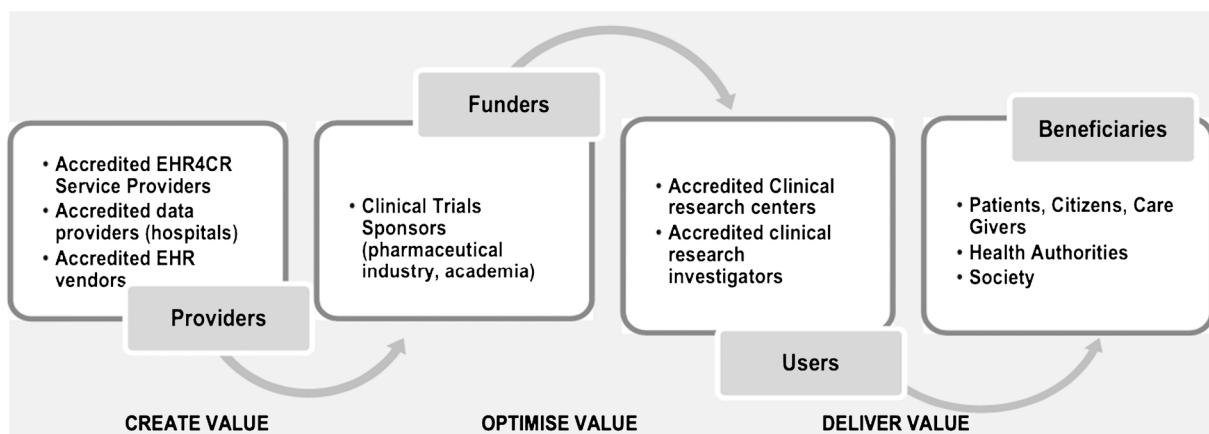 • Accredited EHR4CR
Service Providers
• Accredited data
providers (hospitals)
• Accredited EHR
vendors
Providers
Funders
• Clinical Trials
Sponsors
(pharmaceutical
industry, academia)
• Accredited Clinical
research centers
• Accredited clinical
research
investigators
Users
Beneficiaries
• Patients, Citizens, Care
Givers
• Health Authorities
• Society
CREATE VALUE
OPTIMISE VALUE
DELIVER VALUE